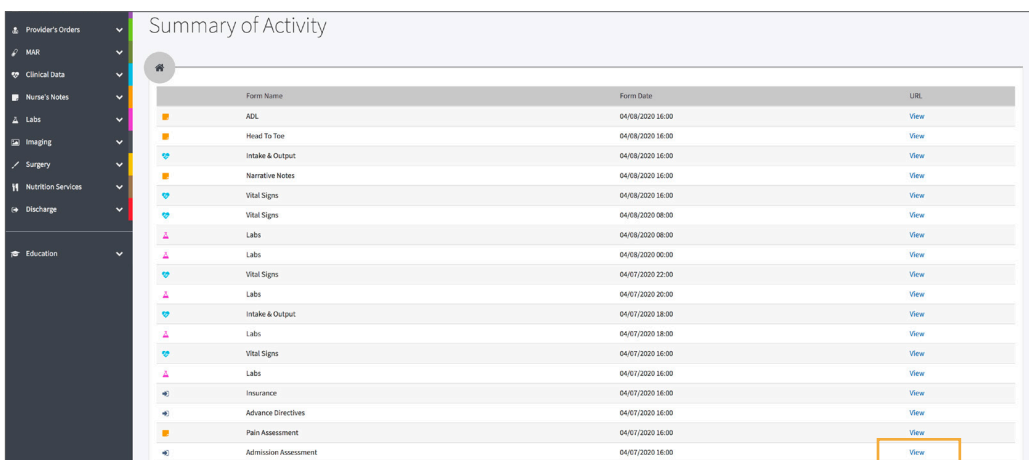 Summary of Activity
Provider's Orders
MAR
Clinical Data
Nurse's Notes
Labs
Imaging
Surgery
Nutrition Services
Discharge
Education
Form Name Form Date URL
ADL 04/08/2020 16:00 View
Head To Toe 04/08/2020 16:00 View
Intake & Output 04/08/2020 16:00 View
Narrative Notes 04/08/2020 16:00 View
Vital Signs 04/08/2020 16:00 View
Vital Signs 04/08/2020 08:00 View
Labs 04/08/2020 08:00 View
Labs 04/08/2020 00:00 View
Vital Signs 04/07/2020 22:00 View
Labs 04/07/2020 20:00 View
Intake & Output 04/07/2020 18:00 View
Labs 04/07/2020 18:00 View
Vital Signs 04/07/2020 16:00 View
Labs 04/07/2020 16:00 View
Insurance 04/07/2020 16:00 View
Advance Directives 04/07/2020 16:00 View
Pain Assessment 04/07/2020 16:00 View
Admission Assessment 04/07/2020 16:00 View